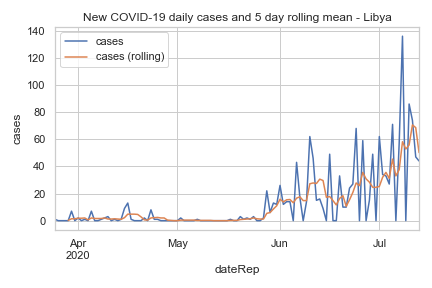 New COVID-19 daily cases and 5 day rolling mean - Libya
cases
cases (rolling)
140
120
100
80
60
40
20
0
cases
Apr
2020
May
Jun
Jul
dateRep